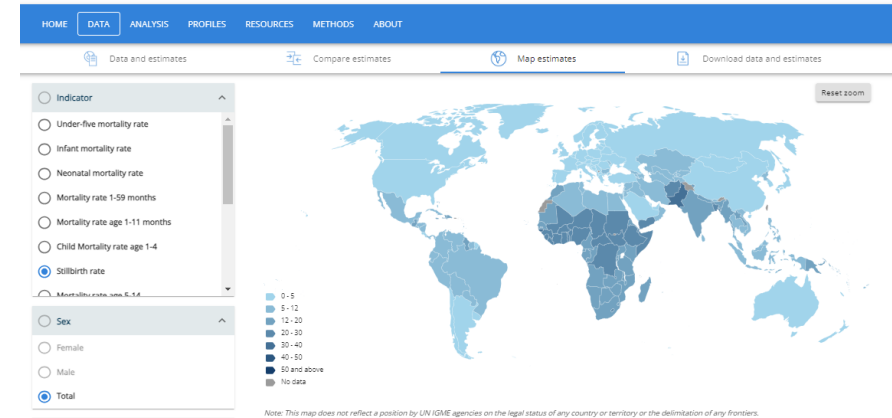 HOME DATA ANALYSIS PROFILES RESOURCES METHODS ABOUT
Data and estimates Compare estimates Map estimates Download data and estimates
Reset zoom
Indicator
Under-five mortality rate
Infant mortality rate
Neonatal mortality rate
Mortality rate 1-59 months
Mortality rate age 1-11 months
Child Mortality rate age 1-4
Stillbirth rate
Mortality rate age 5-14
Sex
Female
Male
Total
0 - 5
5 - 12
12 - 20
20 - 30
30 - 40
40 - 50
50 and above
No data
Note: This map does not reflect a position by UN IGME agencies on the legal status of any country or territory or the delimitation of any frontiers.